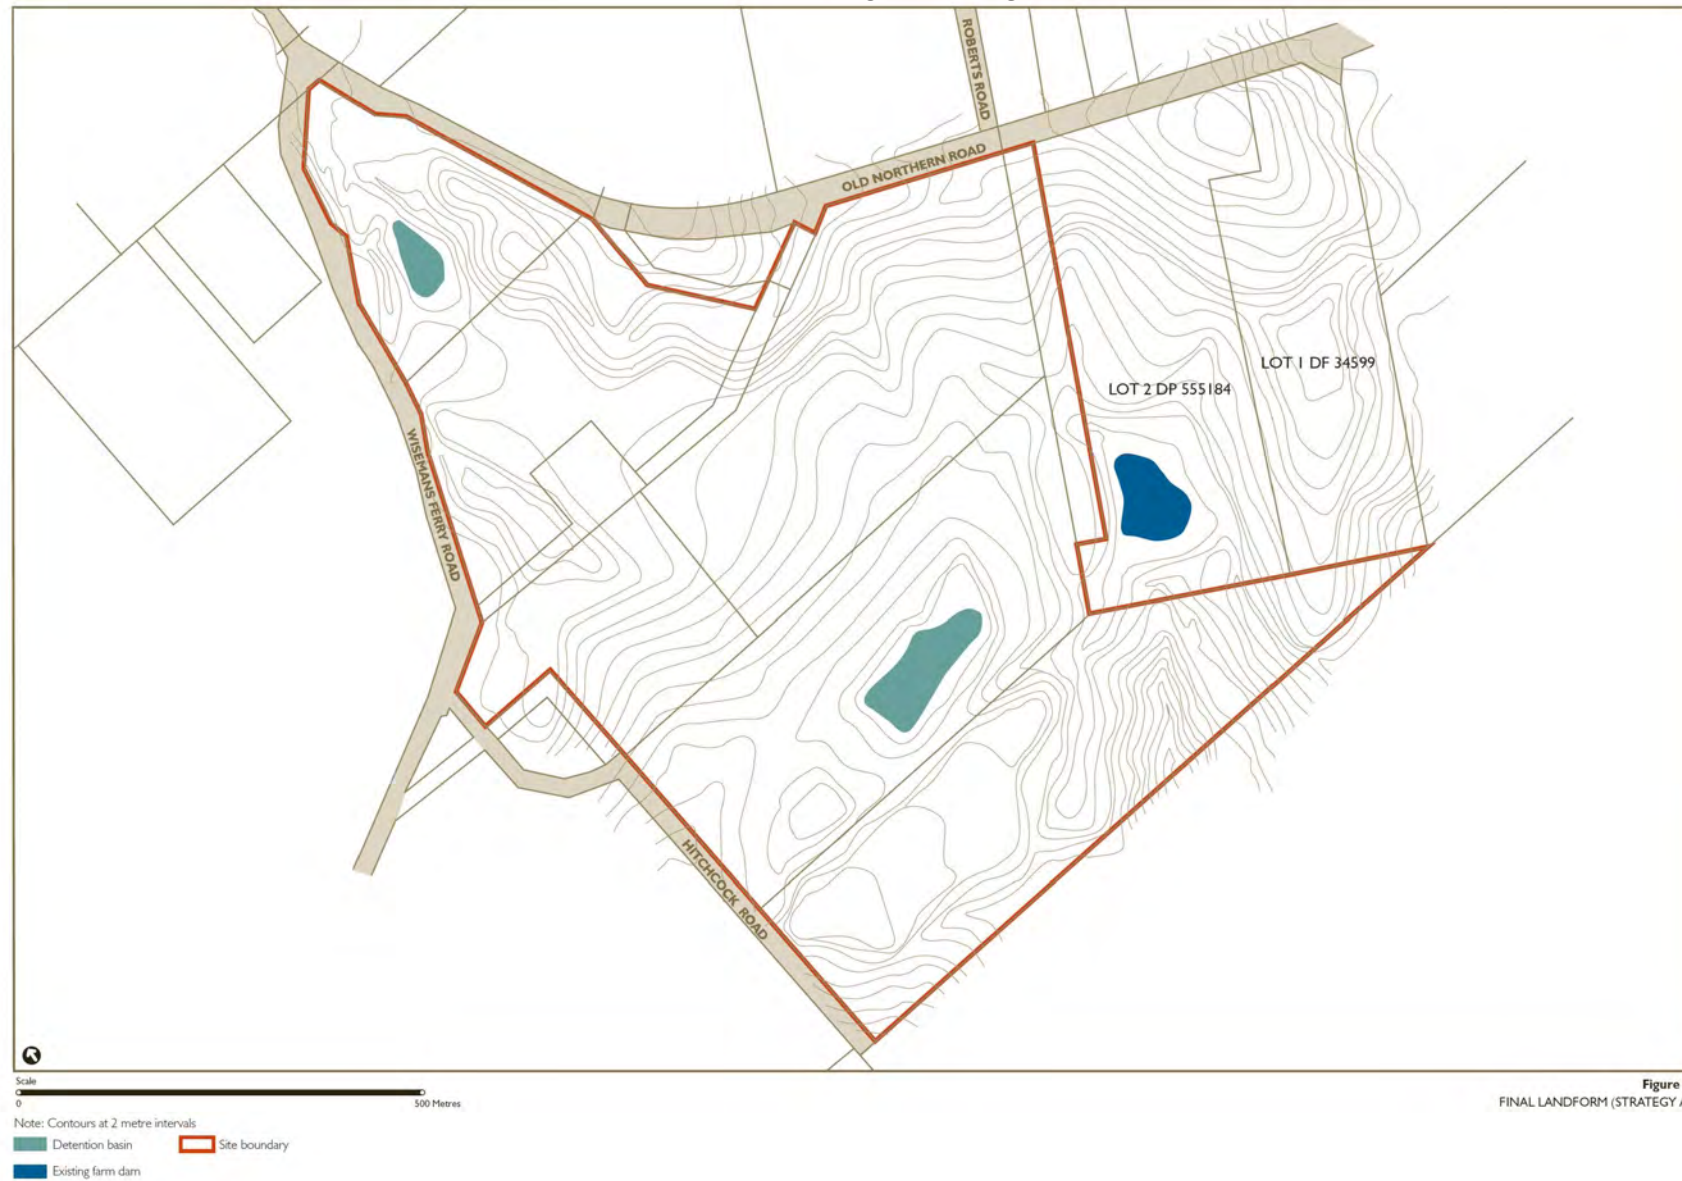 ROBERTS ROAD
OLD NORTHERN ROAD
LOT 1 DF 34599
LOT 2 DP 555184
WISEMANS FERRY ROAD
HITCHCOCK ROAD
Scale
0
500 Metres
Figure
FINAL LANDFORM (STRATEGY
Note: Contours at 2 metre intervals
Detention basin
Site boundary
Existing farm dam